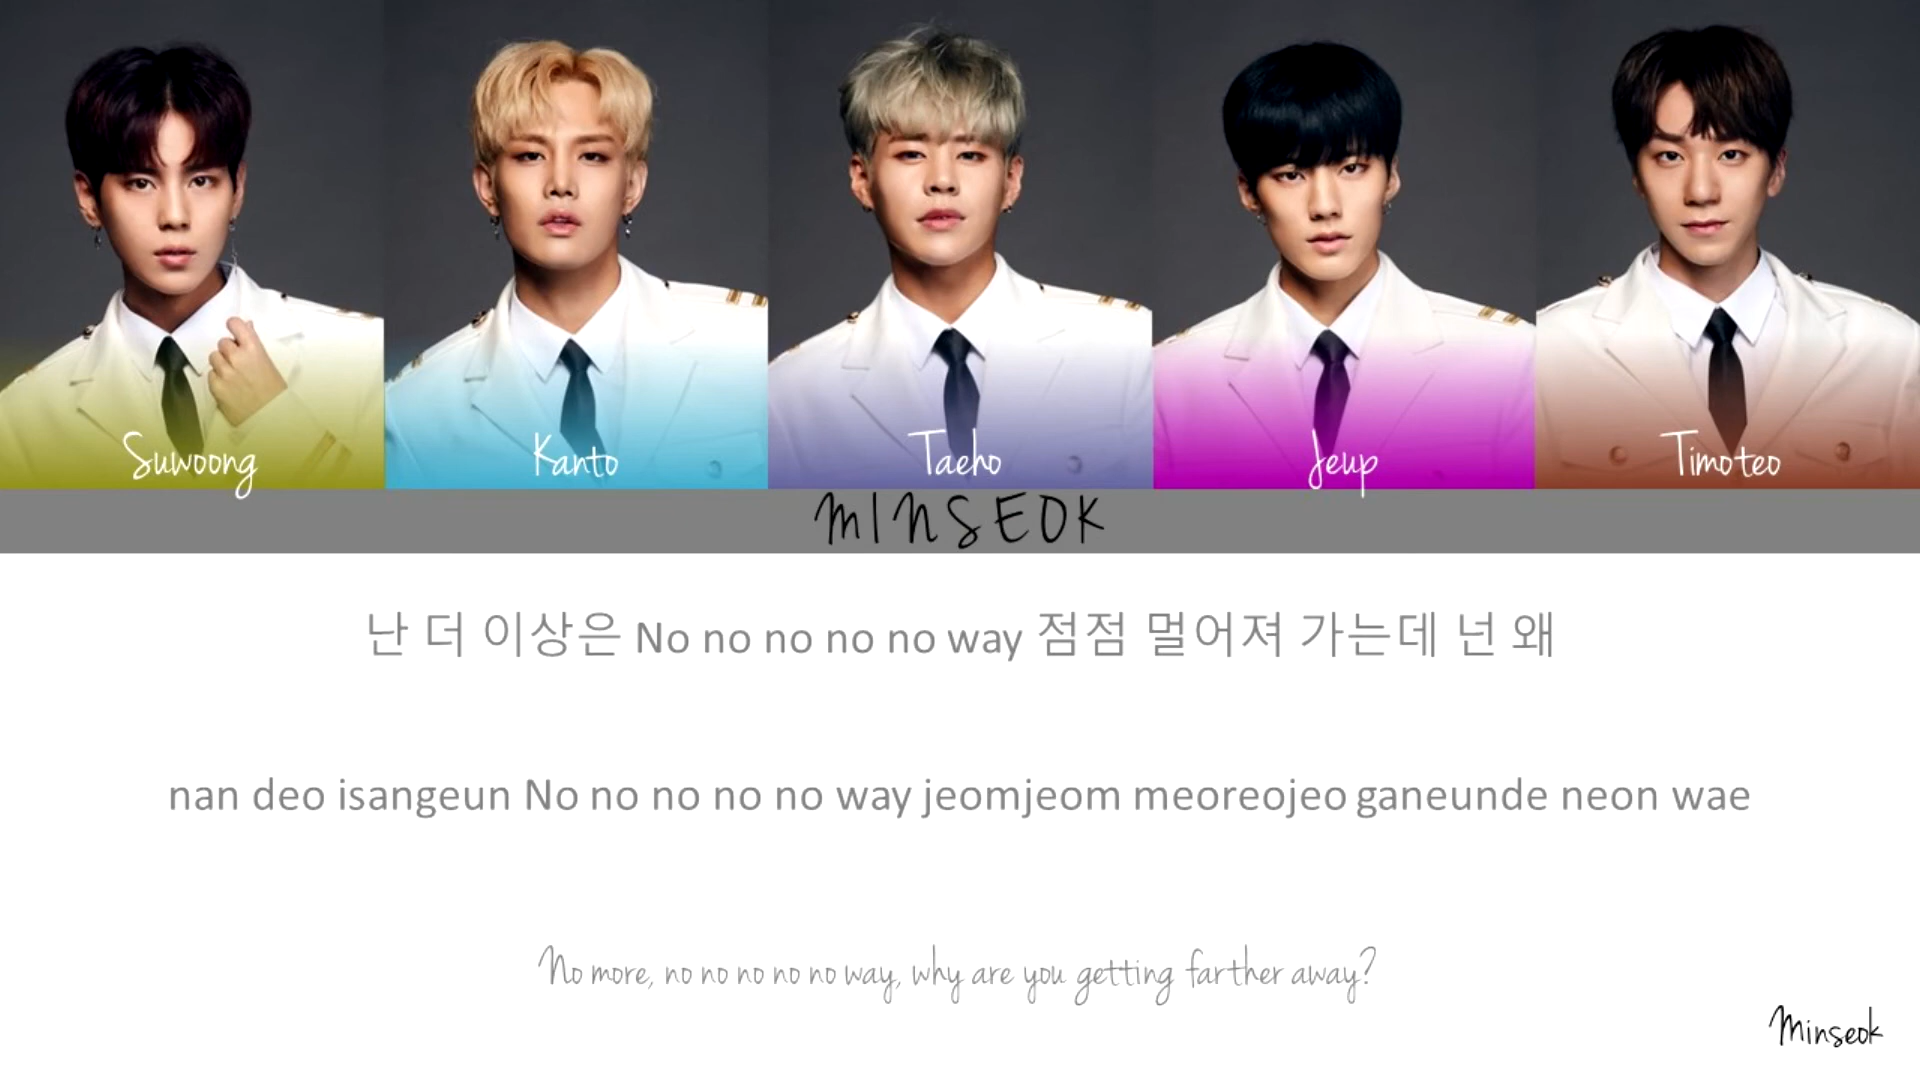 Suwoong
Kanto
Taeho
Jeup
Timoteo
MINSEOK
난 더 이상은 No no no no no way 점점 멀어져 가는데 넌 왜
nan deo isangeun No no no no no way jeomjeom meoreojeo ganeunde neon wae
No more, no no no no no way, why are you getting farther away?
Minseok